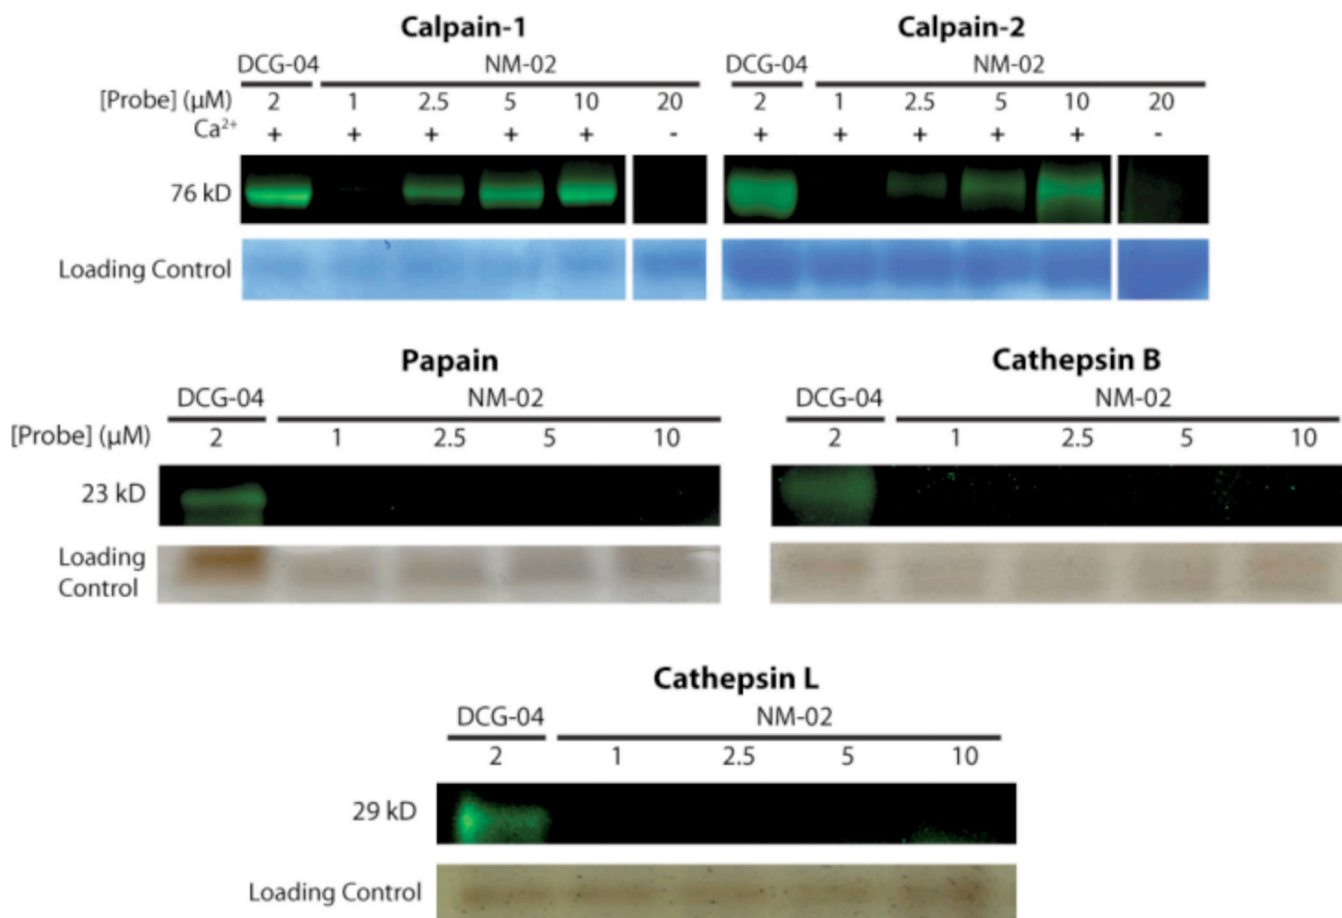 Calpain-1 Calpain-2
DCG-04 NM-02 DCG-04 NM-02
[Probe] (μM) 2 1 2.5 5 10 20 2 1 2.5 5 10 20
Ca²⁺ + + + + + - + + + + + -
76 kD
Loading Control
Papain Cathepsin B
DCG-04 NM-02 DCG-04 NM-02
[Probe] (μM) 2 1 2.5 5 10 2 1 2.5 5 10
23 kD
Loading
Control
Cathepsin L
DCG-04 NM-02
2 1 2.5 5 10
29 kD
Loading Control